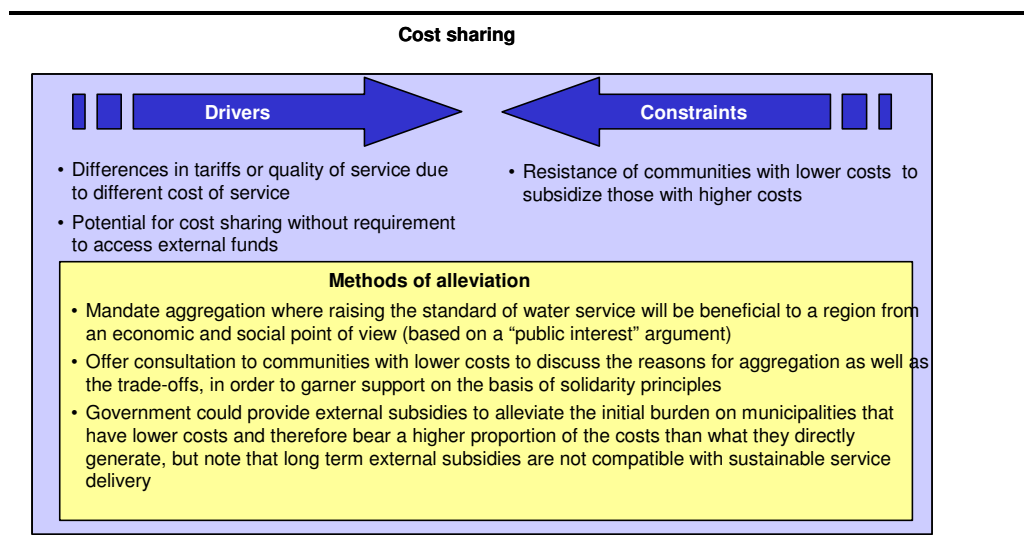 Cost sharing
Drivers
Constraints
• Differences in tariffs or quality of service due
to different cost of service
• Potential for cost sharing without requirement
to access external funds
• Resistance of communities with lower costs to
subsidize those with higher costs
Methods of alleviation
• Mandate aggregation where raising the standard of water service will be beneficial to a region from
an economic and social point of view (based on a “public interest” argument)
• Offer consultation to communities with lower costs to discuss the reasons for aggregation as well as
the trade-offs, in order to garner support on the basis of solidarity principles
• Government could provide external subsidies to alleviate the initial burden on municipalities that
have lower costs and therefore bear a higher proportion of the costs than what they directly
generate, but note that long term external subsidies are not compatible with sustainable service
delivery